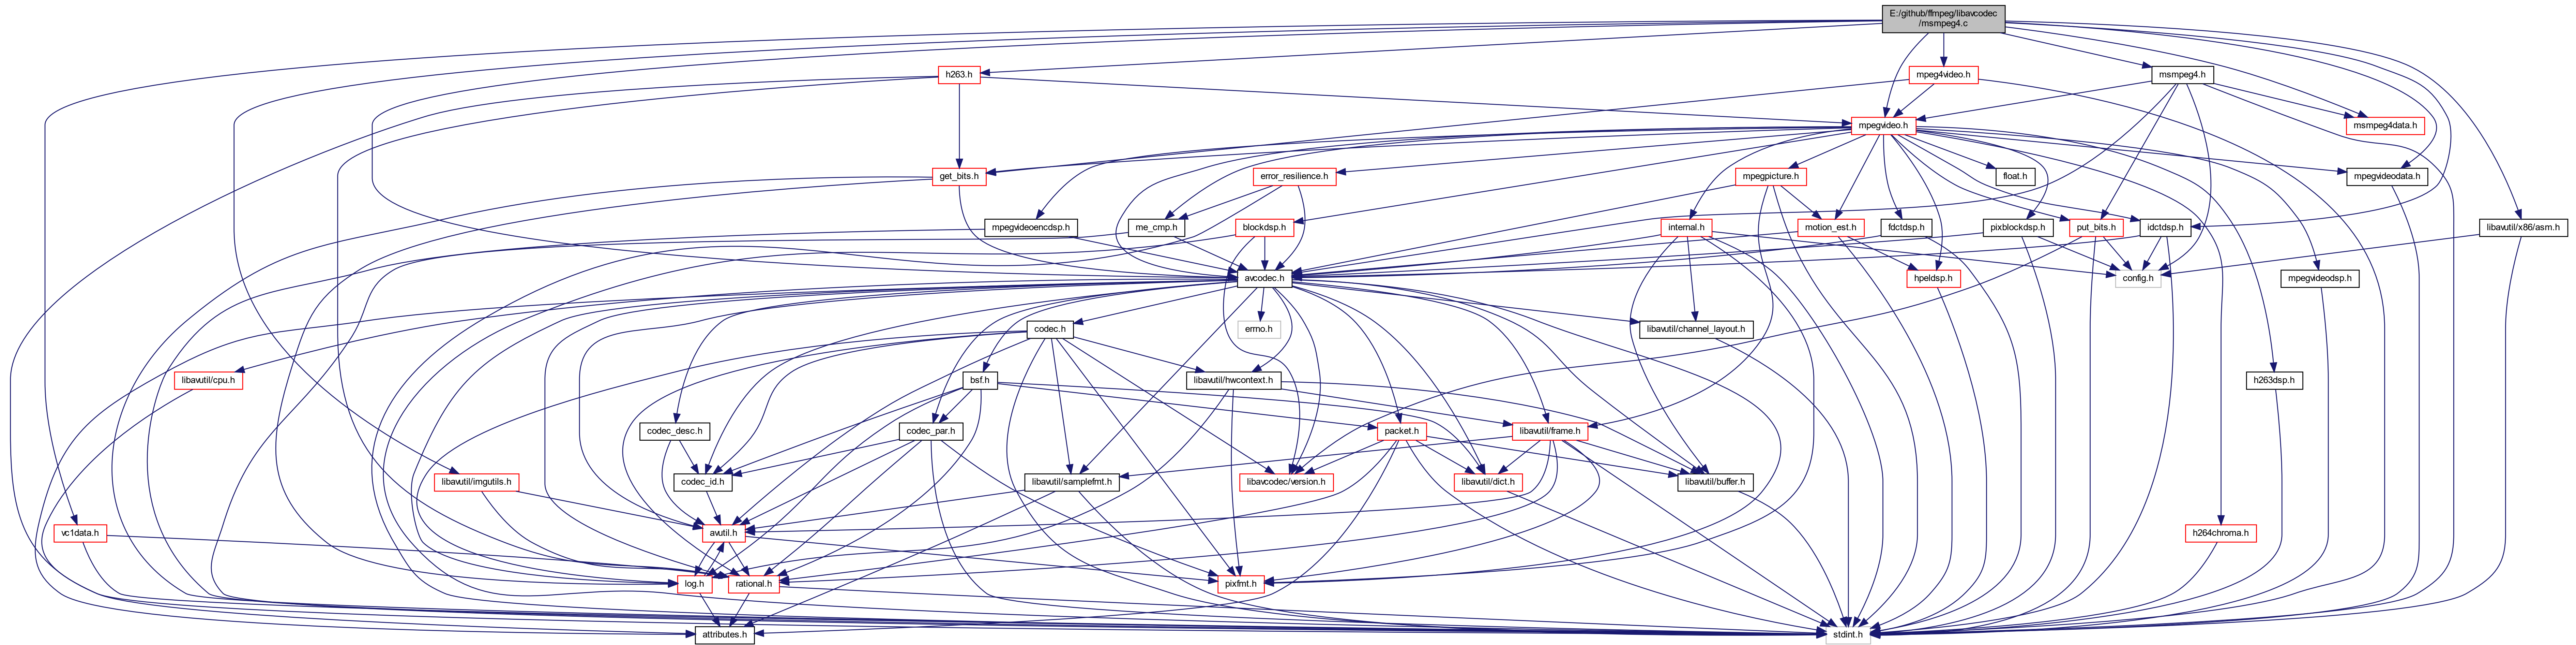 E:/github/ffmpeg/libavcodec
/msmpeg4.c
h263.h
mpeg4video.h
msmpeg4.h
mpegvideo.h
msmpeg4data.h
get_bits.h
error_resilience.h
mpegpicture.h
float.h
mpegvideodata.h
mpegvideoencdsp.h
me_cmp.h
blockdsp.h
internal.h
motion_est.h
fdctdsp.h
pixblockdsp.h
put_bits.h
idctdsp.h
libavutil/x86/asm.h
avcodec.h
hpeldsp.h
config.h
mpegvideodsp.h
codec.h
errno.h
libavutil/channel_layout.h
libavutil/cpu.h
bsf.h
libavutil/hwcontext.h
h263dsp.h
codec_desc.h
codec_par.h
packet.h
libavutil/frame.h
libavutil/imgutils.h
codec_id.h
libavutil/samplefmt.h
libavcodec/version.h
libavutil/dict.h
libavutil/buffer.h
vc1data.h
avutil.h
h264chroma.h
log.h
rational.h
pixfmt.h
attributes.h
stdint.h